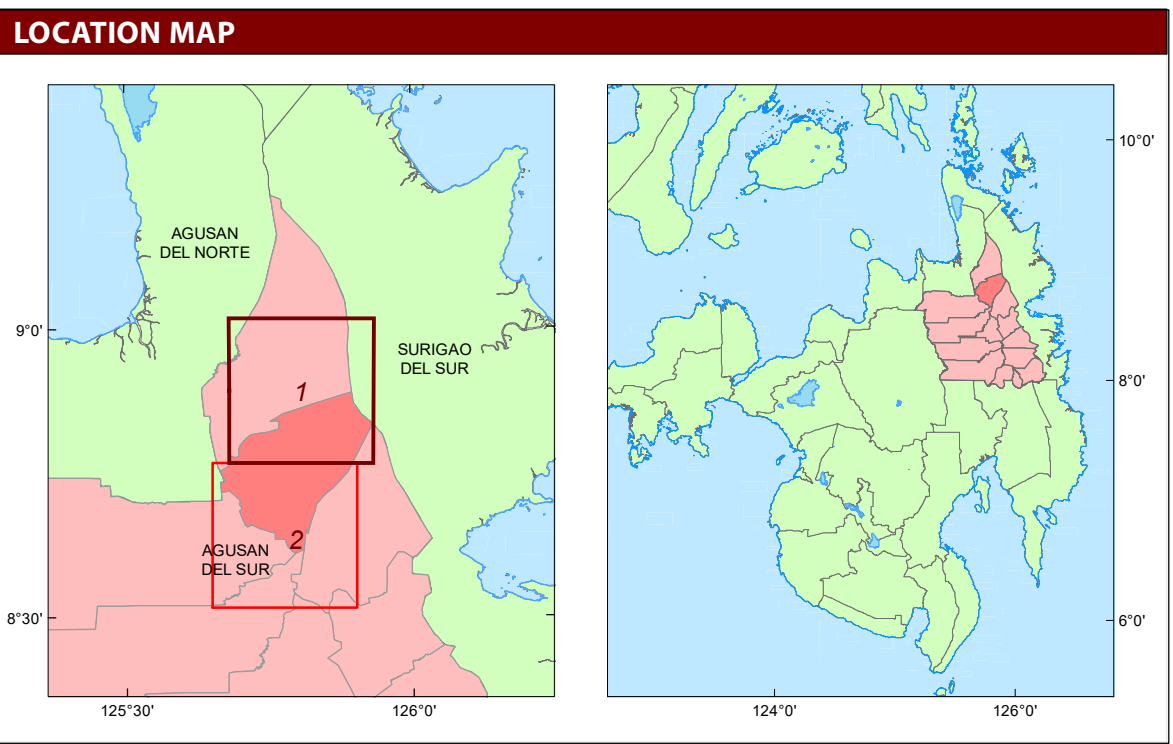 LOCATION MAP
AGUSAN
DEL NORTE
9°0'
SURIGAO
DEL SUR
1
2
AGUSAN
DEL SUR
8°30'
125°30'
126°0'
10°0'
8°0'
6°0'
124°0'
126°0'